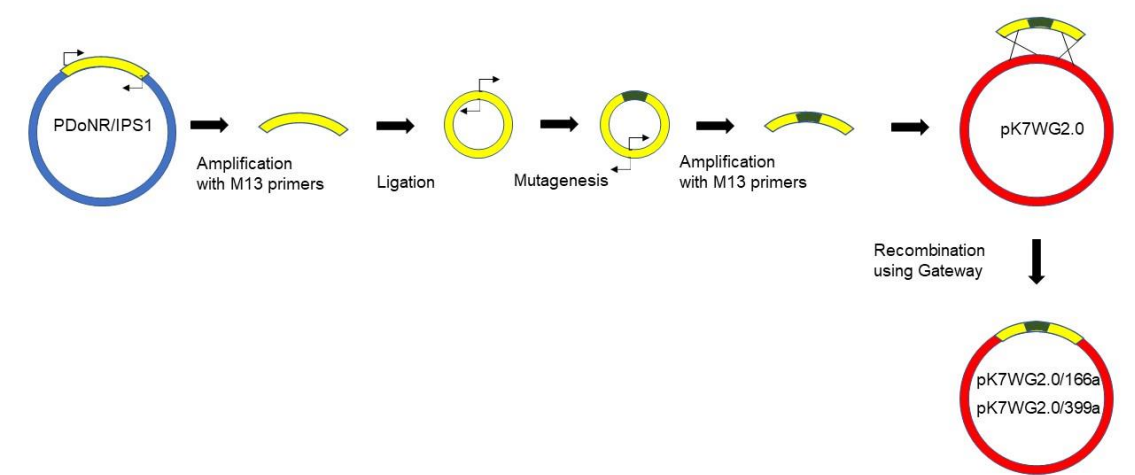 PDoNR/IPS1
Amplification
with M13 primers
Ligation
Mutagenesis
Amplification
with M13 primers
pK7WG2.0
Recombination
using Gateway
pK7WG2.0/166a
pK7WG2.0/399a